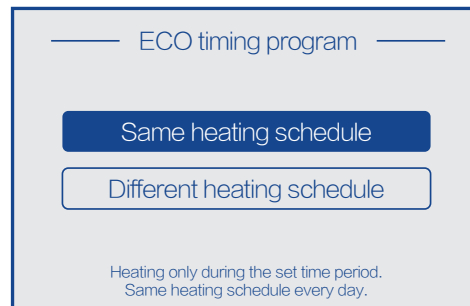 ECO timing program
Same heating schedule
Different heating schedule
Heating only during the set time period.
Same heating schedule every day.